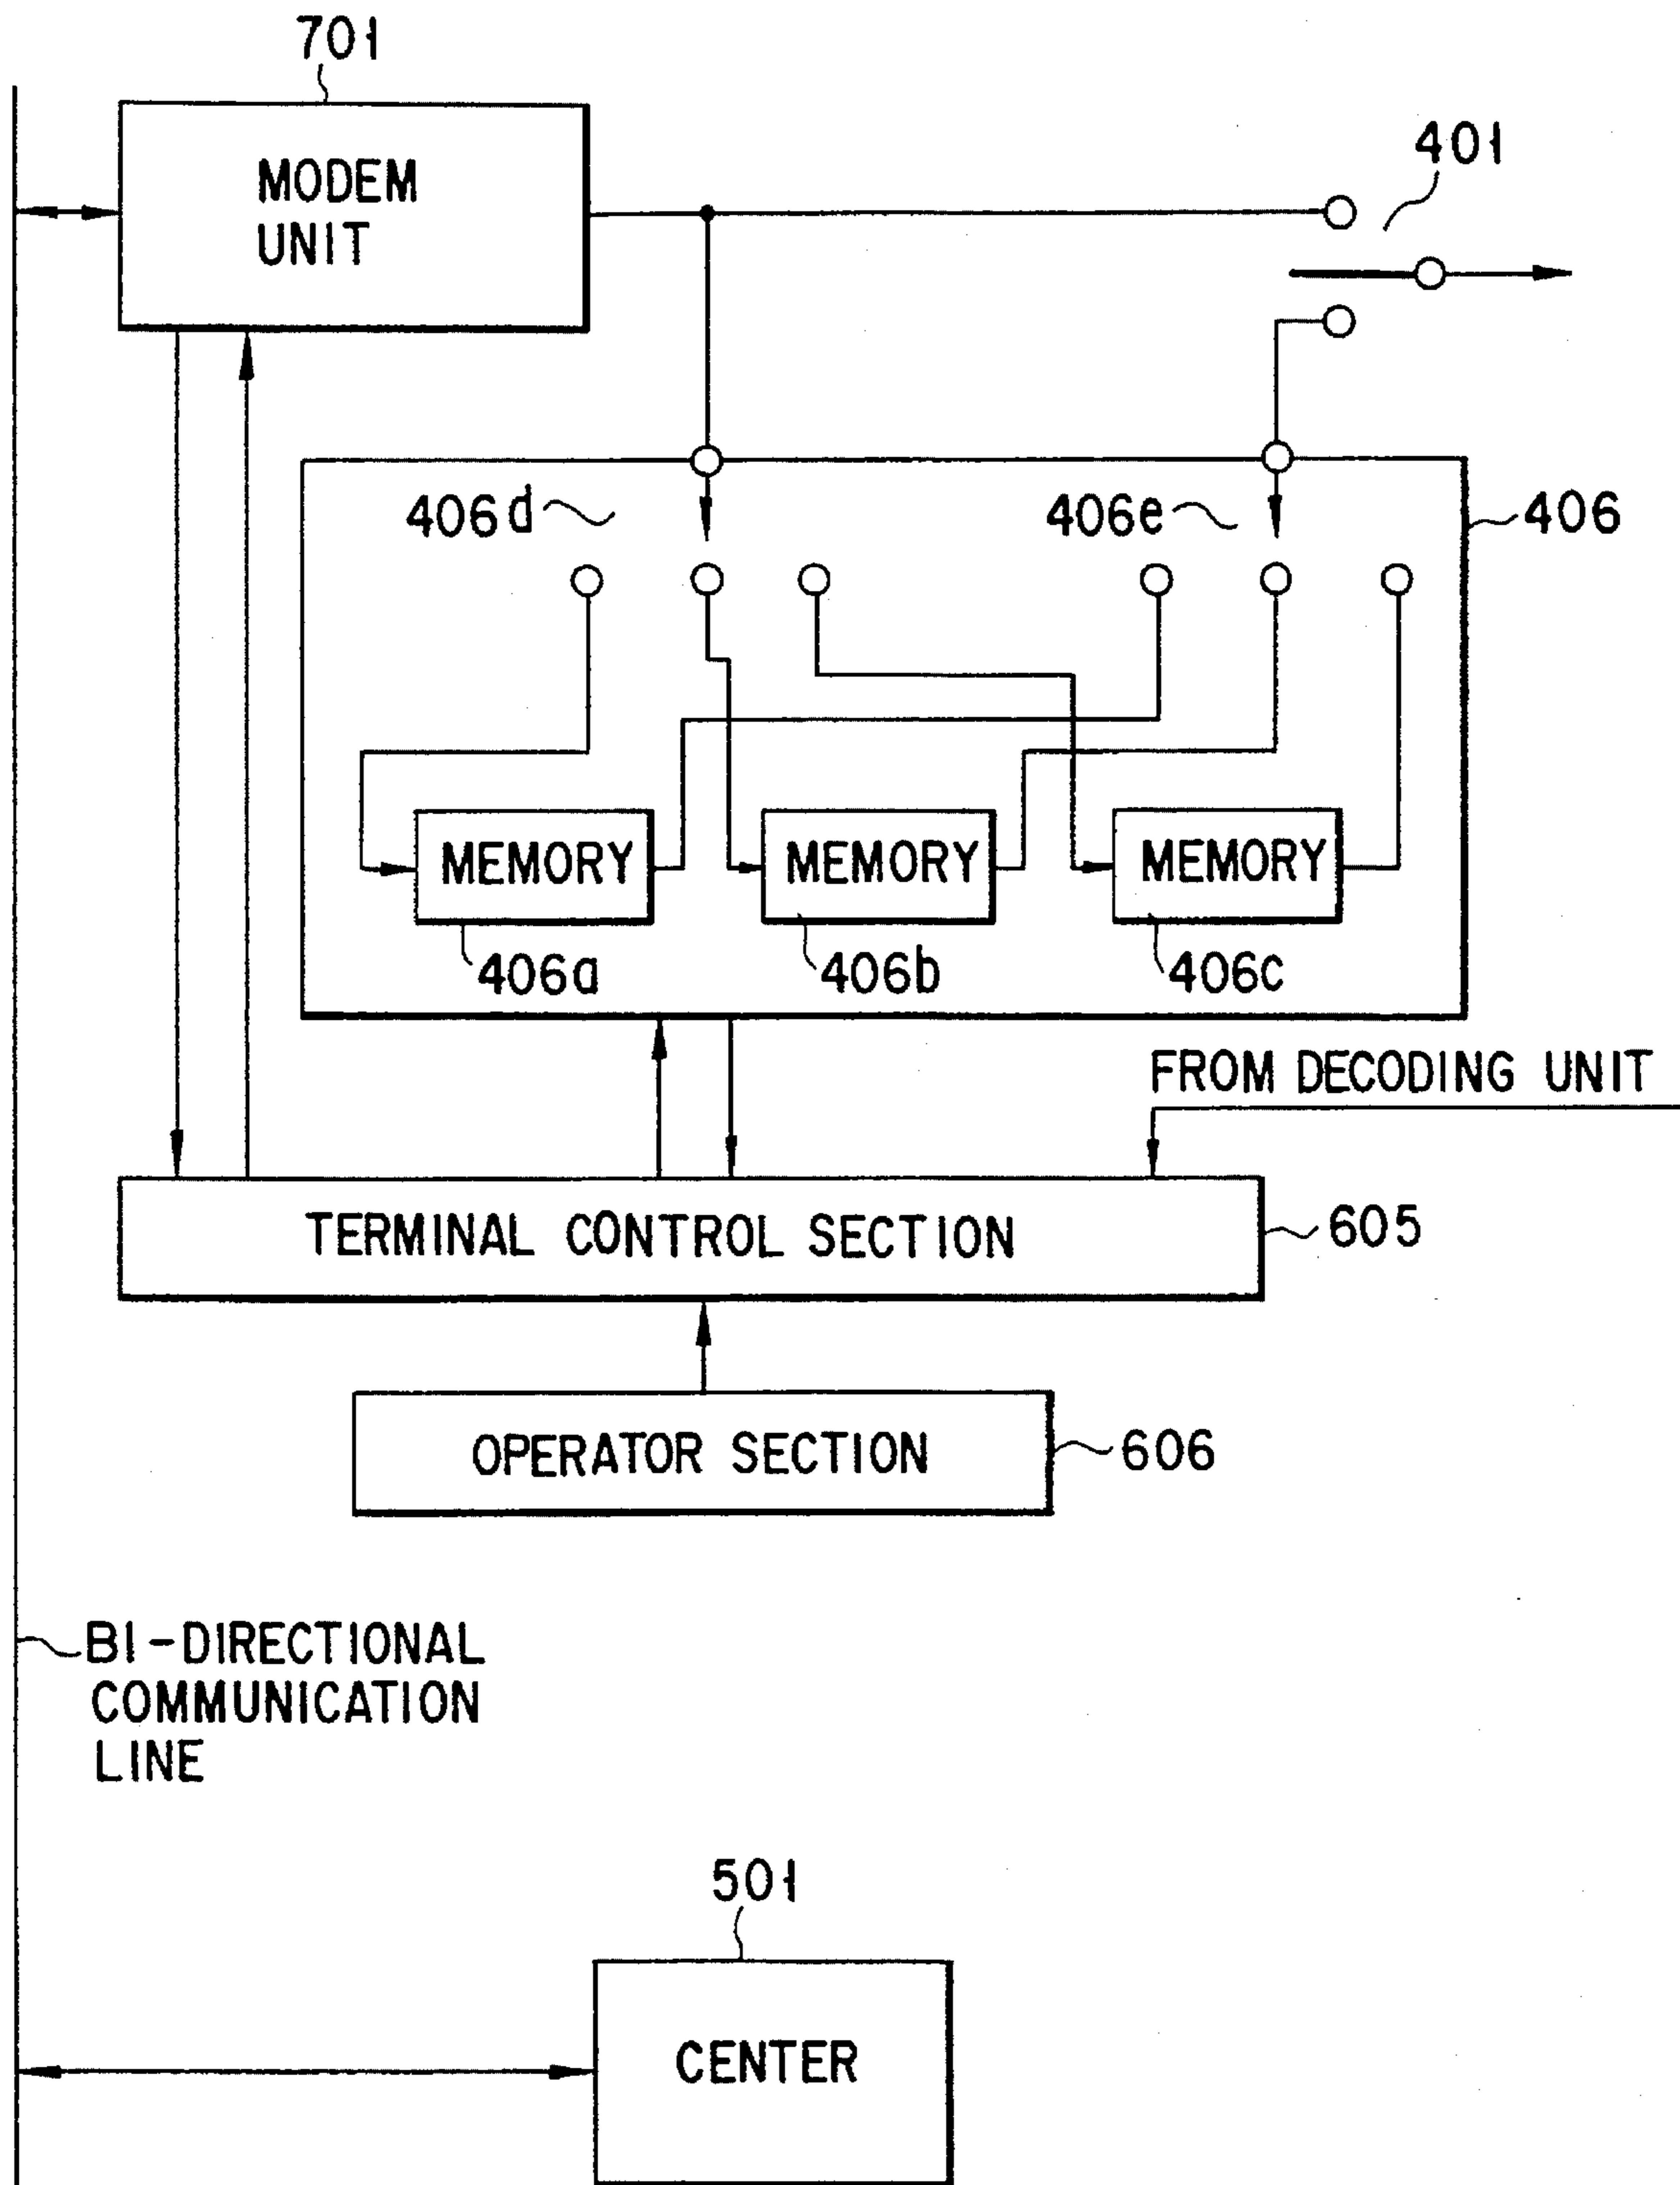 701
MODEM
UNIT
401
406d
406e
406
MEMORY
MEMORY
MEMORY
406a
406b
406c
FROM DECODING UNIT
TERMINAL CONTROL SECTION
605
OPERATOR SECTION
606
BI-DIRECTIONAL
COMMUNICATION
LINE
501
CENTER